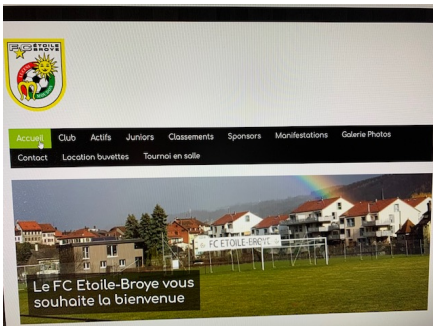 FC ÉTOILE
BROYE
Accueil Club Actifs Juniors Classements Sponsors Manifestations Galerie Photos
Contact Location buvettes Tournoi en salle
FC ETOILE-BROYE
Le FC Etoile-Broye vous
souhaite la bienvenue